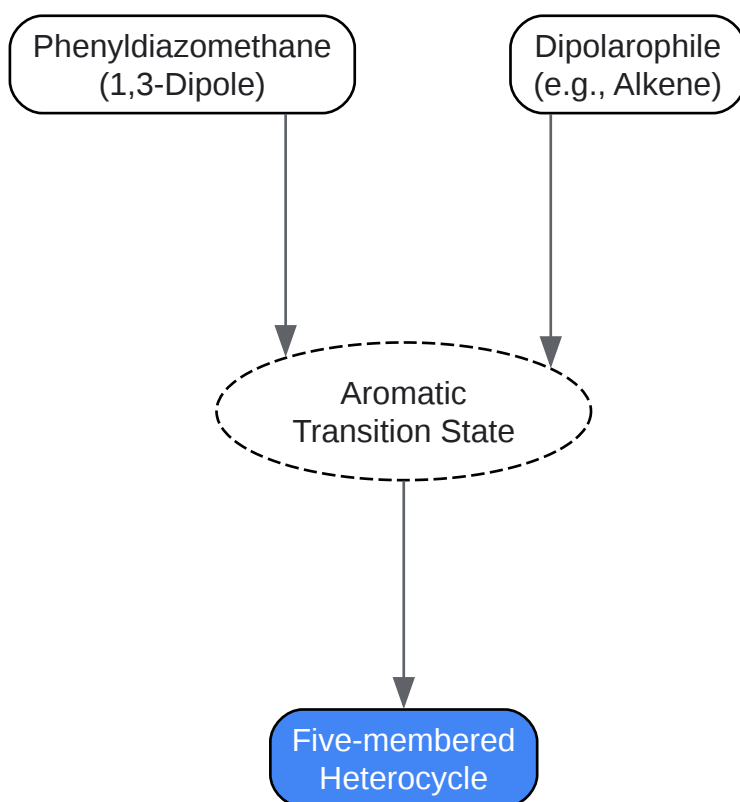 Phenyldiazomethane
(1,3-Dipole)
Dipolarophile
(e.g., Alkene)
Aromatic
Transition State
Five-membered
Heterocycle